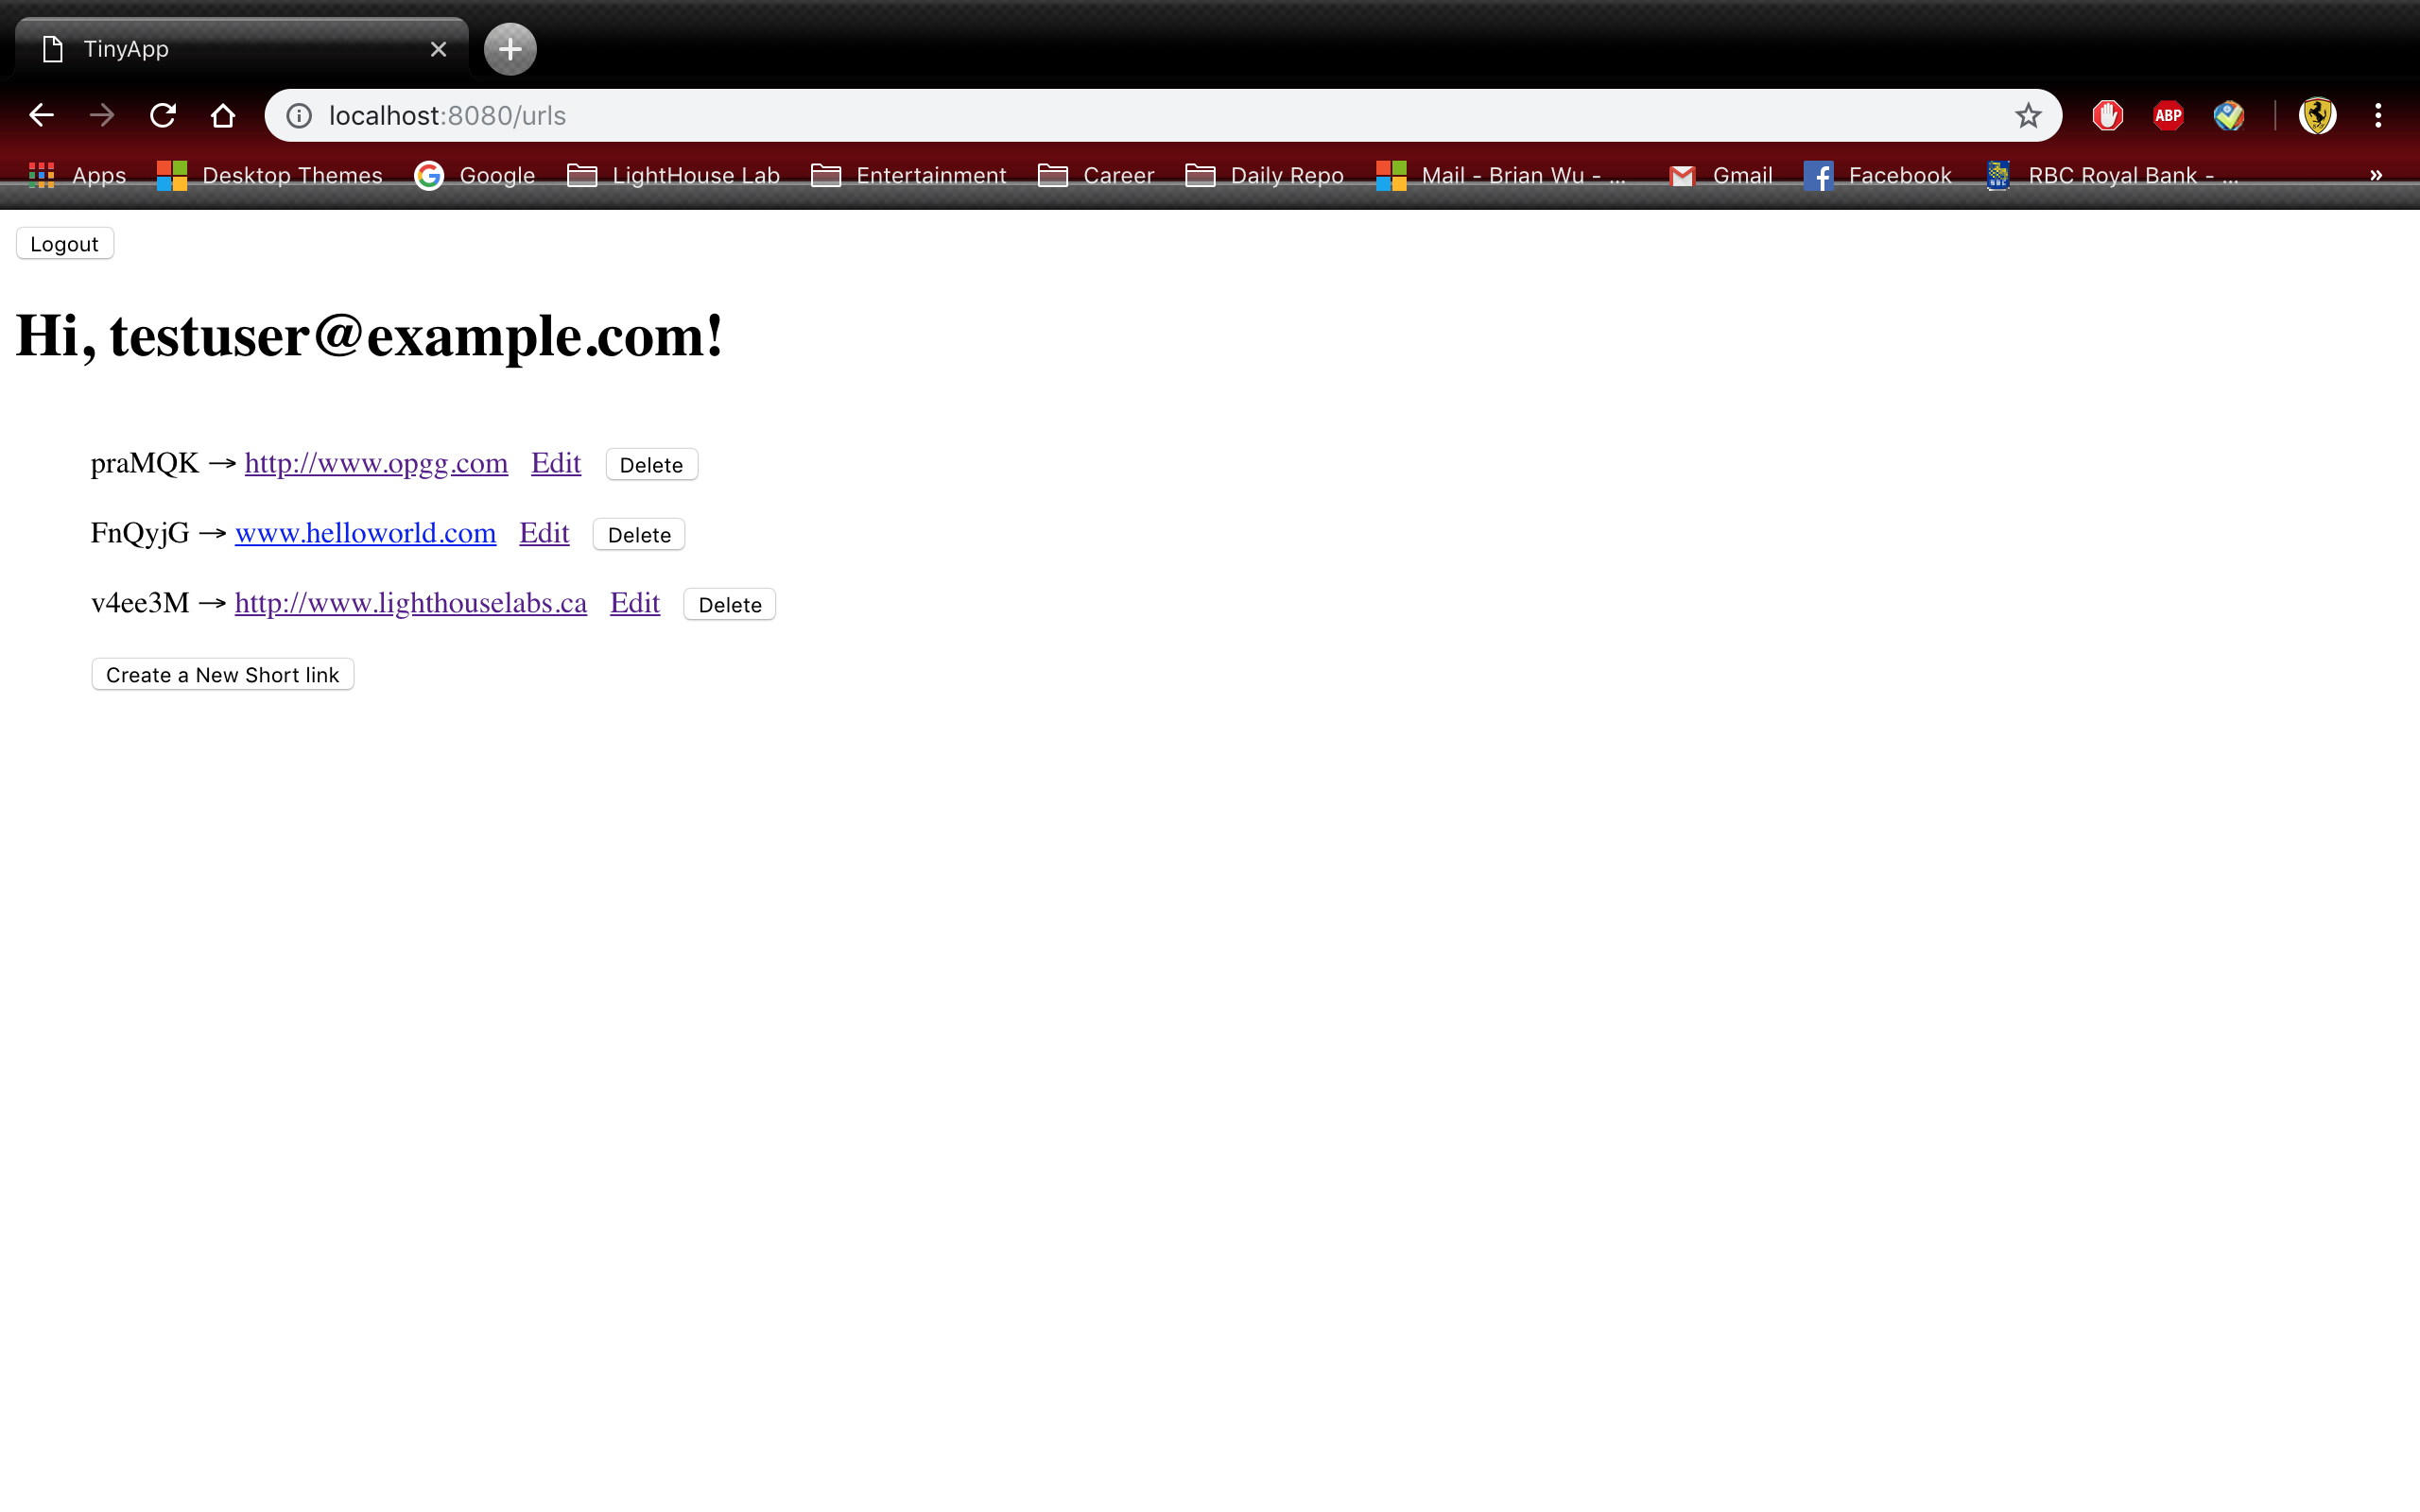 TinyApp
localhost:8080/urls
Apps Desktop Themes Google LightHouse Lab Entertainment Career Daily Repo Mail - Brian Wu - ... Gmail Facebook RBC Royal Bank - ... »
ABP
Logout
Hi, testuser@example.com!
praMQK → http://www.opgg.com Edit Delete
FnQyjG → www.helloworld.com Edit Delete
v4ee3M → http://www.lighthouselabs.ca Edit Delete
Create a New Short link